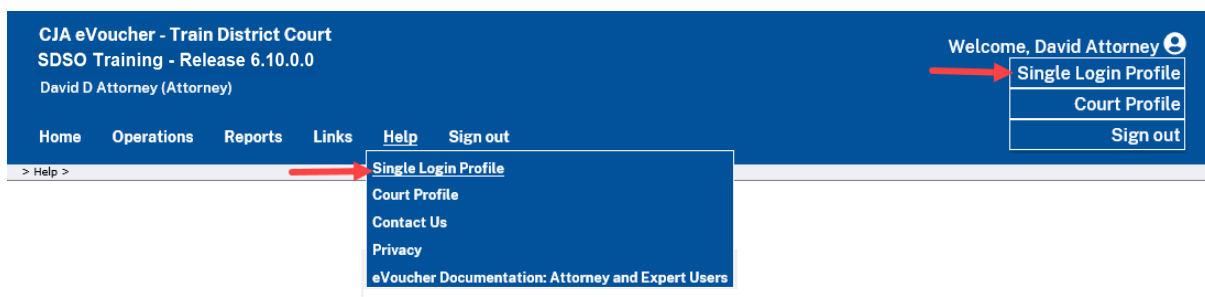 CJA eVoucher - Train District Court
SDSO Training - Release 6.10.0.0
David D Attorney (Attorney)
Welcome, David Attorney
Single Login Profile
Court Profile
Sign out
Home Operations Reports Links Help Sign out
> Help >
Single Login Profile
Court Profile
Contact Us
Privacy
eVoucher Documentation: Attorney and Expert Users